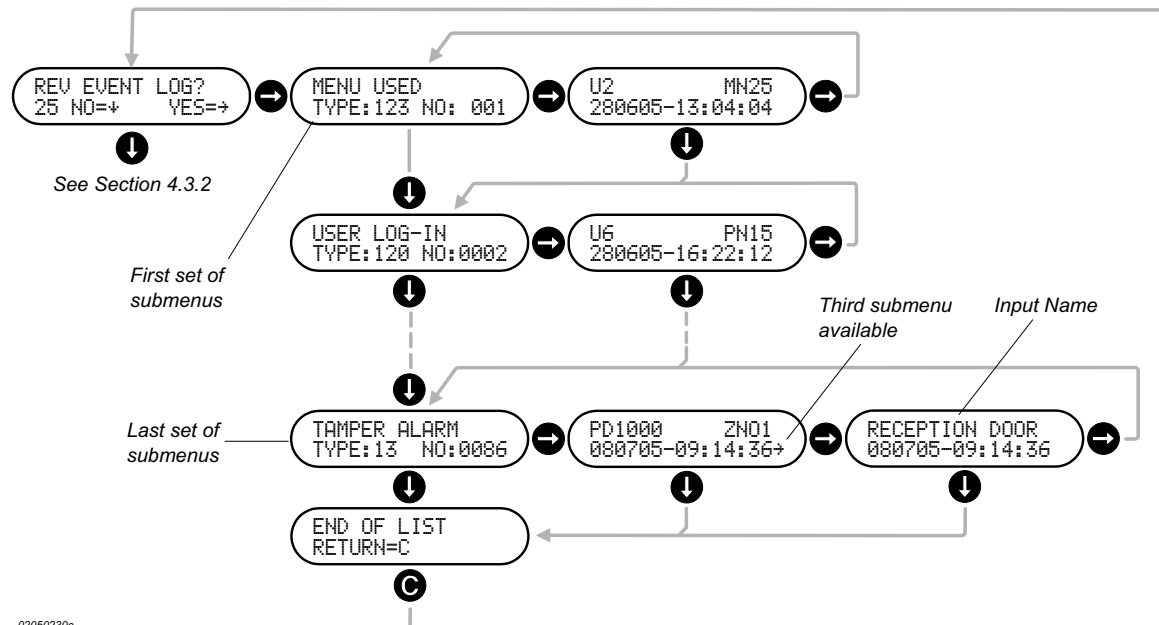 REV EVENT LOG?
25 NO=↓ YES=→
MENU USED
TYPE:123 NO: 001
U2 MN25
280605-13:04:04
See Section 4.3.2
USER LOG-IN
TYPE:120 NO:0002
U6 PN15
280605-16:22:12
First set of
submenus
Third submenu
available
Input Name
Last set of
submenus
TAMPER ALARM
TYPE:13 NO:0086
PD1000 ZNO1
080705-09:14:36→
RECEPTION DOOR
080705-09:14:36
END OF LIST
RETURN=C
C